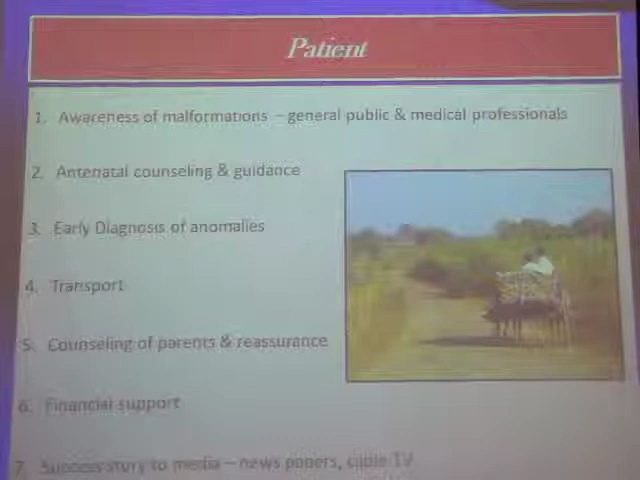 Patient
1. Awareness of malformations – general public & medical professionals
2. Antenatal counseling & guidance
3. Early Diagnosis of anomalies
4. Transport
5. Counseling of parents & reassurance
6. Financial support
7. Success story to media – news papers, cable TV